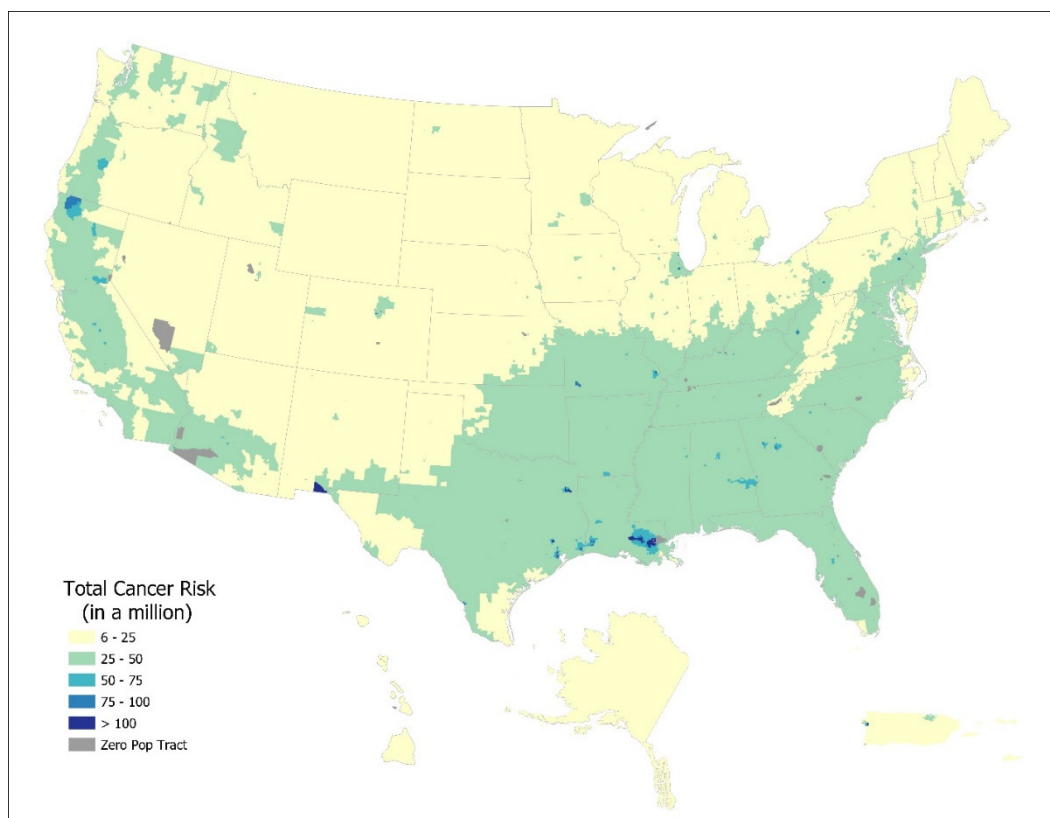 Total Cancer Risk
(in a million)
6 - 25
25 - 50
50 - 75
75 - 100
> 100
Zero Pop Tract